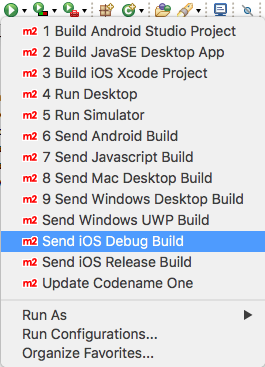 m2 1 Build Android Studio Project
m2 2 Build JavaSE Desktop App
m2 3 Build iOS Xcode Project
m2 4 Run Desktop
m2 5 Run Simulator
m2 6 Send Android Build
m2 7 Send Javascript Build
m2 8 Send Mac Desktop Build
m2 9 Send Windows Desktop Build
m2 Send Windows UWP Build
m2 Send iOS Debug Build
m2 Send iOS Release Build
m2 Update Codename One
Run As
Run Configurations...
Organize Favorites...